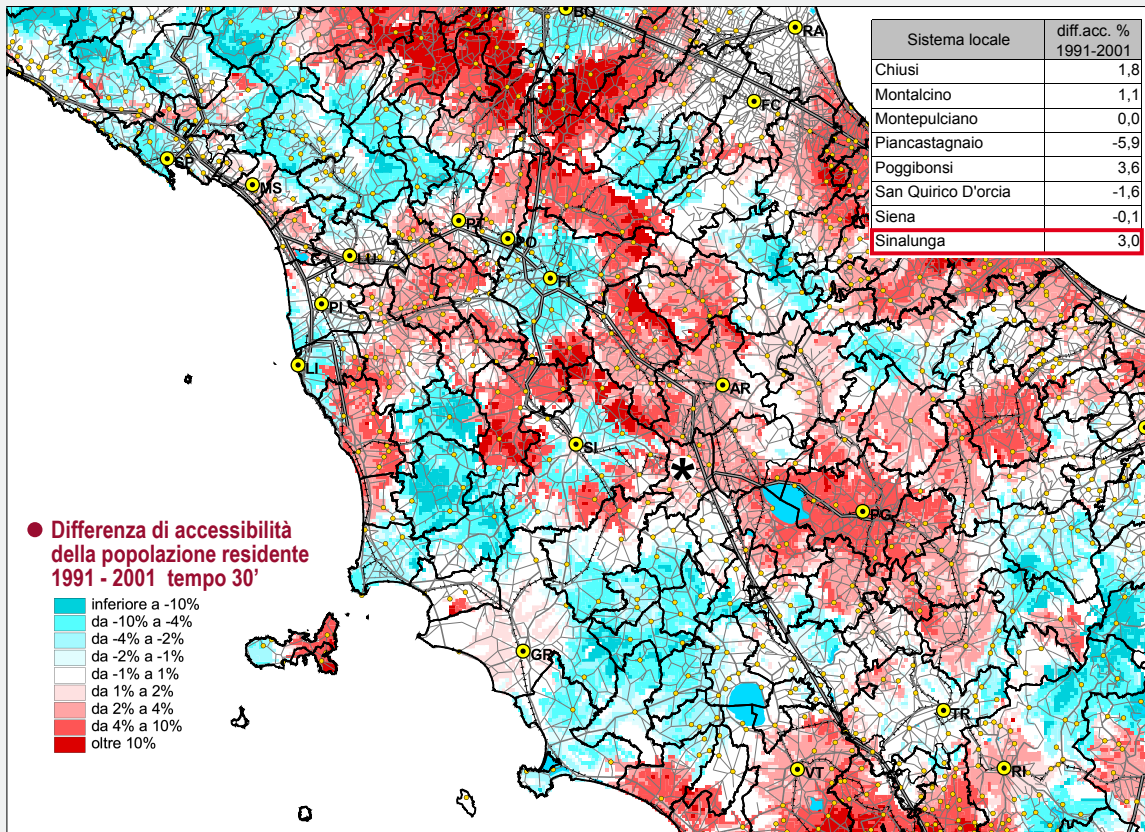 BO
RA
FC
SP
MS
PT
PO
LU
FI
PI
LI
AR
SI
*
PG
GR
TR
VT
RI
Sistema locale diff.acc. % 1991-2001
Chiusi 1,8
Montalcino 1,1
Montepulciano 0,0
Piancastagnaio -5,9
Poggibonsi 3,6
San Quirico D'orcia -1,6
Siena -0,1
Sinalunga 3,0
Differenza di accessibilità
della popolazione residente
1991 - 2001 tempo 30’
inferiore a -10%
da -10% a -4%
da -4% a -2%
da -2% a -1%
da -1% a 1%
da 1% a 2%
da 2% a 4%
da 4% a 10%
oltre 10%